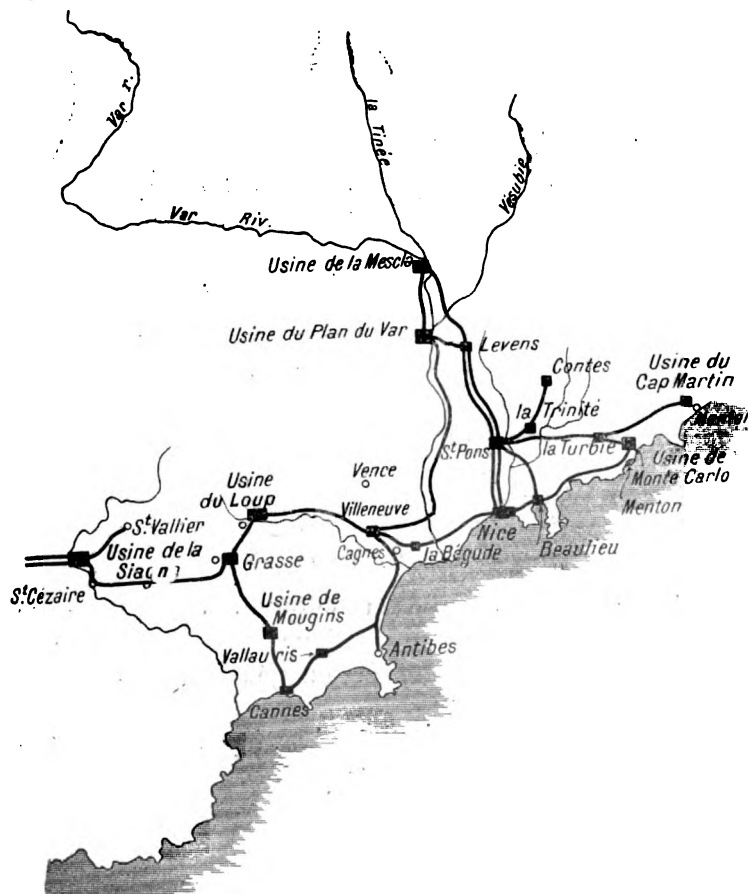 Var r.
la Tinée
Vésubie
Var Riv.
Usine de la Mescla
Usine du Plan du Var
Levens
Contes
Usine du
Cap Martin
la Trinité
Menton
St Pons
la Turbie
Usine de
Monte Carlo
Menton
Vence
Usine
du Loup
Villeneuve
St Vallier
Nice
Cagnes
la Bégude
Beaulieu
Usine de la
Siagn
Grasse
St Cézaire
Usine de
Mougins
Vallauris
Antibes
Cannes